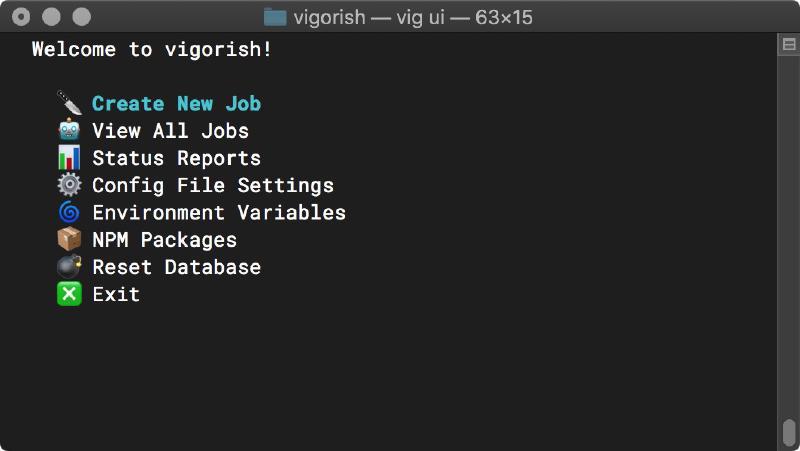 vigorish — vig ui — 63×15
Welcome to vigorish!
Create New Job
View All Jobs
Status Reports
Config File Settings
Environment Variables
NPM Packages
Reset Database
Exit